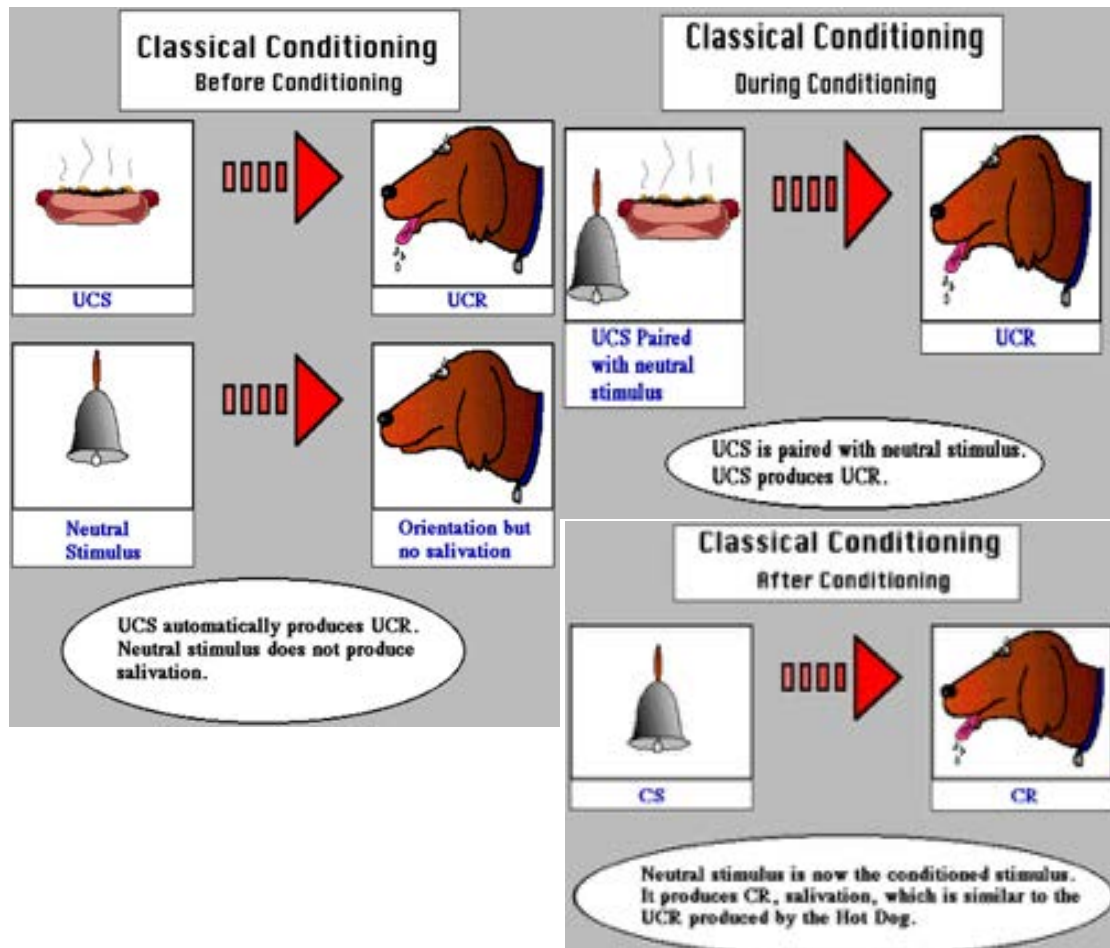 Classical Conditioning
Before Conditioning
UCS
UCR
Neutral
Stimulus
Orientation but
no salivation
UCS automatically produces UCR.
Neutral stimulus does not produce
salivation.
Classical Conditioning
During Conditioning
UCS Paired
with neutral
stimulus
UCR
UCS is paired with neutral stimulus.
UCS produces UCR.
Classical Conditioning
After Conditioning
CS
CR
Neutral stimulus is now the conditioned stimulus.
It produces CR, salivation, which is similar to the
UCR produced by the Hot Dog.